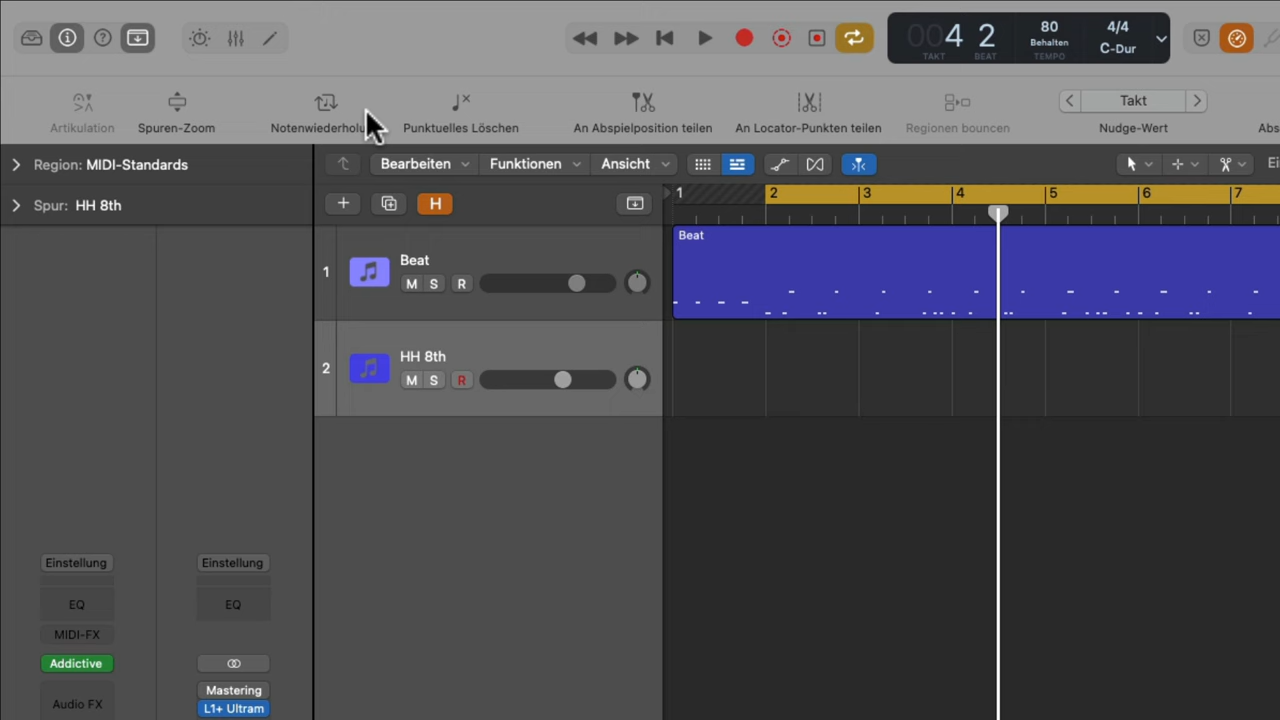 004 2
TAKT BEAT
80
Behalten
TEMPO
4/4
C-Dur
Artikulation
Spuren-Zoom
Punktuelles Löschen
An Abspielposition teilen
An Locator-Punkten teilen
Regionen bouncen
Takt
Nudge-Wert
Region: MIDI-Standards
Bearbeiten
Funktionen
Ansicht
Spur: HH 8th
H
1 2 3 4 5 6 7
1
Beat
M S R
Beat
2
HH 8th
M S R
Einstellung
Einstellung
EQ
EQ
MIDI-FX
Addictive
Mastering
Audio FX
L1+ Ultram